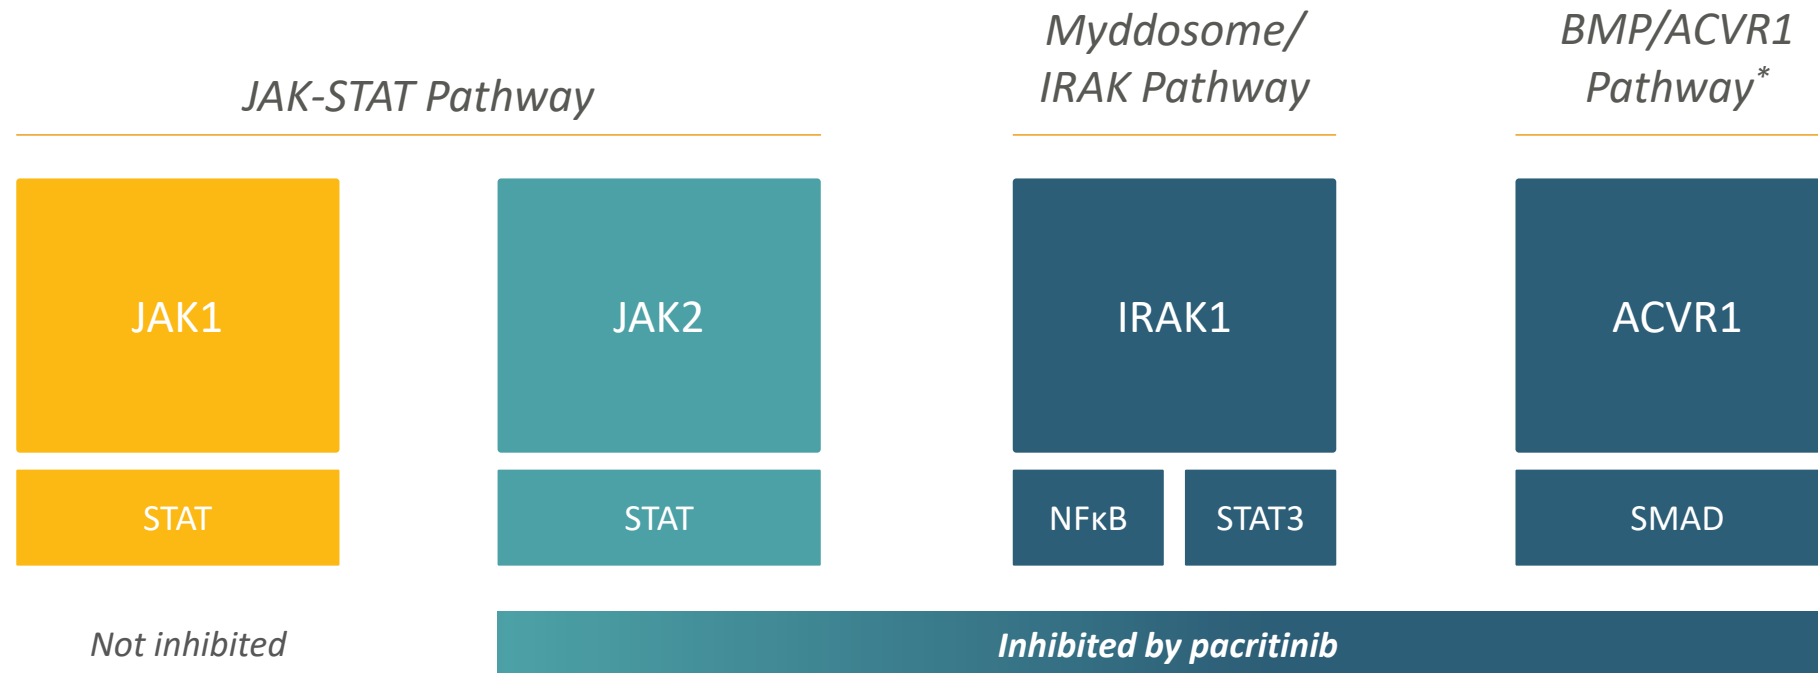 JAK-STAT Pathway
Myddosome/
IRAK Pathway
BMP/ACVR1
Pathway*
JAK1
JAK2
IRAK1
ACVR1
STAT
STAT
NFκB
STAT3
SMAD
Not inhibited
Inhibited by pacritinib